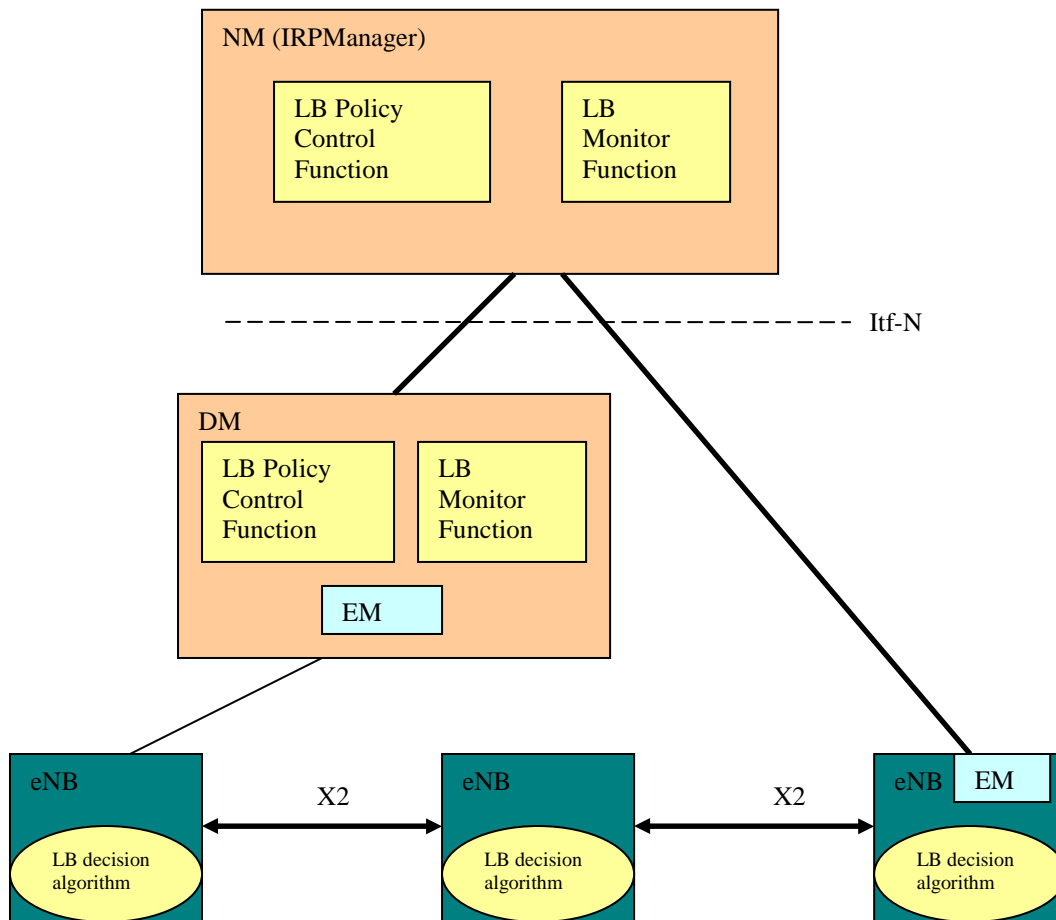 NM (IRPManager)
LB Policy
Control
Function
LB
Monitor
Function
Itf-N
DM
LB Policy
Control
Function
LB
Monitor
Function
EM
eNB
X2
eNB
X2
eNB
EM
LB decision
algorithm
LB decision
algorithm
LB decision
algorithm